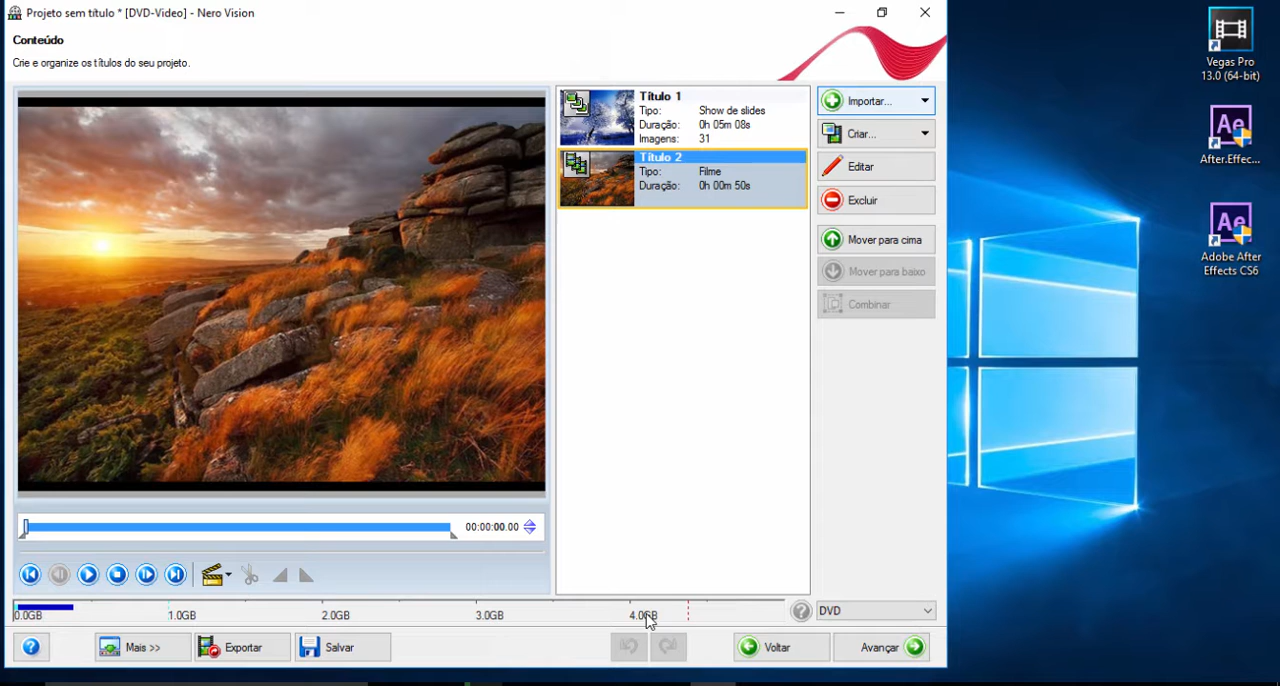 Projeto sem título * [DVD-Video] - Nero Vision
Conteúdo
Crie e organize os títulos do seu projeto.
Título 1
Tipo: Show de slides
Duração: 0h 05m 08s
Imagens: 31
Título 2
Tipo: Filme
Duração: 0h 00m 50s
Importar...
Criar...
Editar
Excluir
Mover para cima
Mover para baixo
Combinar
00:00:00.00
0.0GB 1.0GB 2.0GB 3.0GB 4.0GB
DVD
Mais >>
Exportar
Salvar
Voltar
Avançar
Vegas Pro
13.0 (64-bit)
Ae
After.Effec...
Ae
Adobe After
Effects CS6